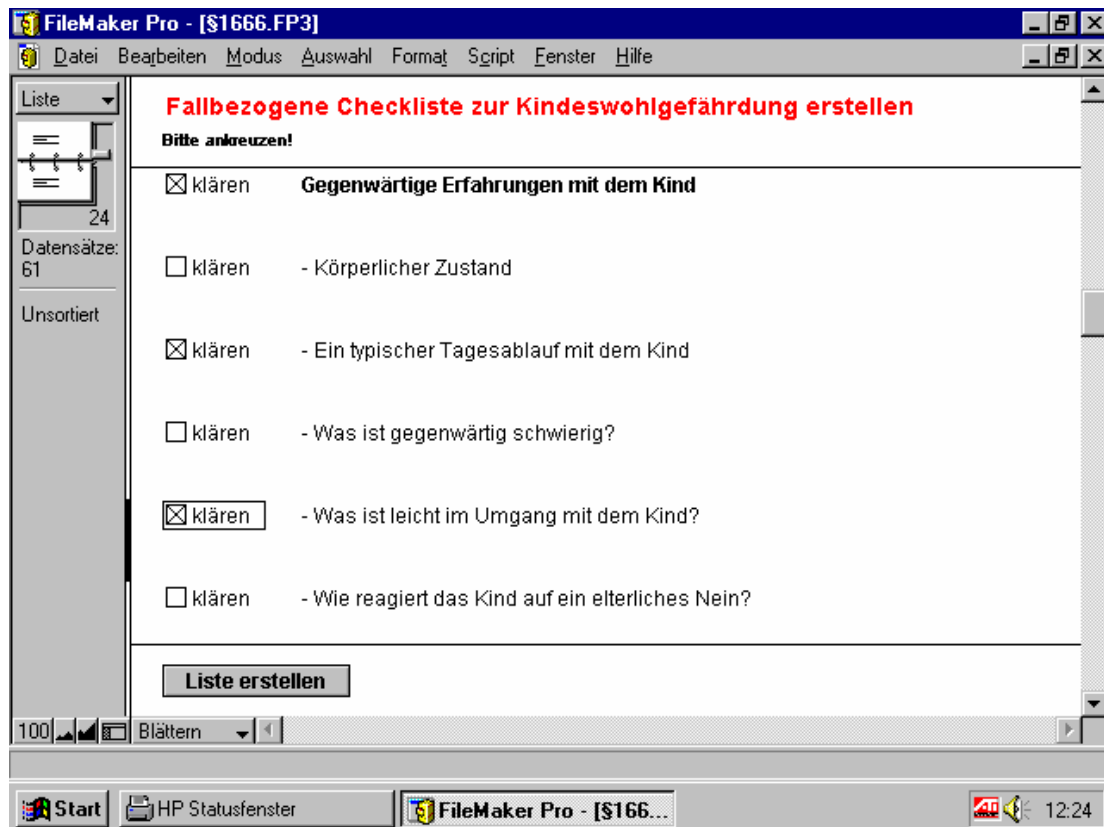 FileMaker Pro - [§1666.FP3]
Datei Bearbeiten Modus Auswahl Format Script Fenster Hilfe
Liste
24
Datensätze:
61
Unsortiert
Fallbezogene Checkliste zur Kindeswohlgefährdung erstellen
Bitte ankreuzen!
klären Gegenwärtige Erfahrungen mit dem Kind
klären - Körperlicher Zustand
klären - Ein typischer Tagesablauf mit dem Kind
klären - Was ist gegenwärtig schwierig?
klären - Was ist leicht im Umgang mit dem Kind?
klären - Wie reagiert das Kind auf ein elterliches Nein?
Liste erstellen
100 Blättern
Start HP Statusfenster FileMaker Pro - [§166... ATI 12:24